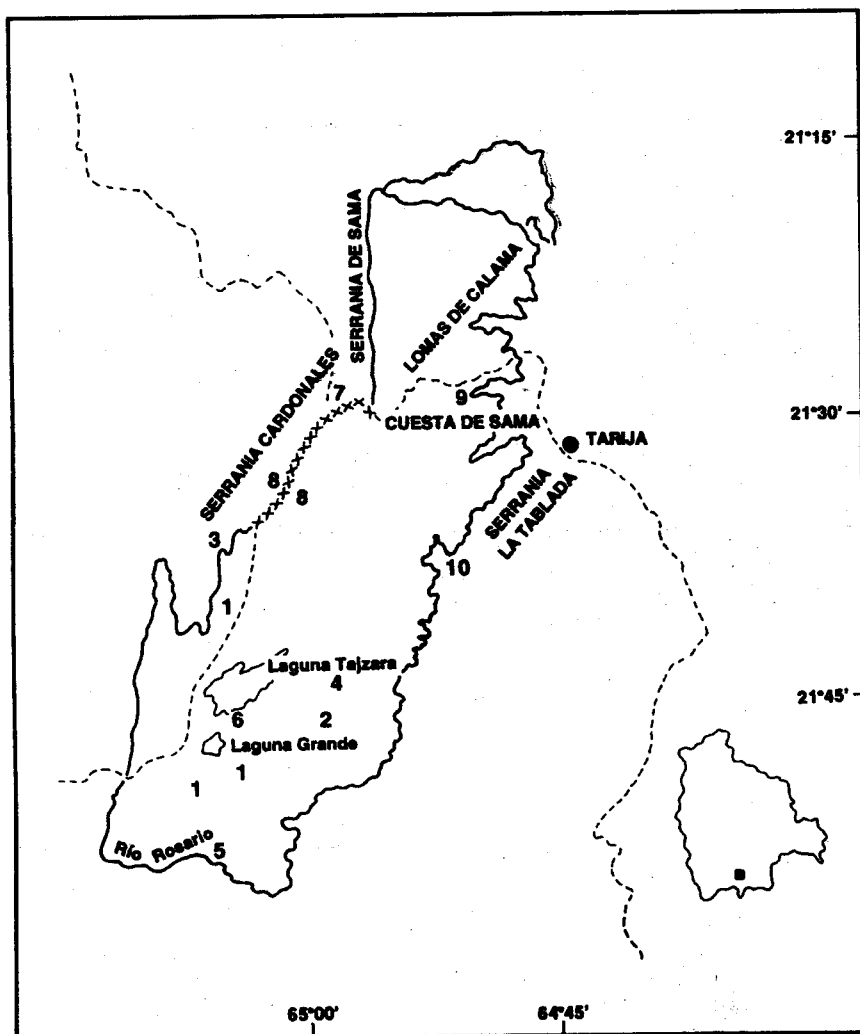 21°15'
SERRANIA DE SAMA
LOMAS DE CALAMA
SERRANIA CARDONALES
7
9
21°30'
CUESTA DE SAMA
TARIJA
8
8
SERRANIA
LA TABLADA
3
10
1
Laguna Tajzara
4
21°45'
6
2
Laguna Grande
1
1
Río Rosario
5
65°00'
64°45'